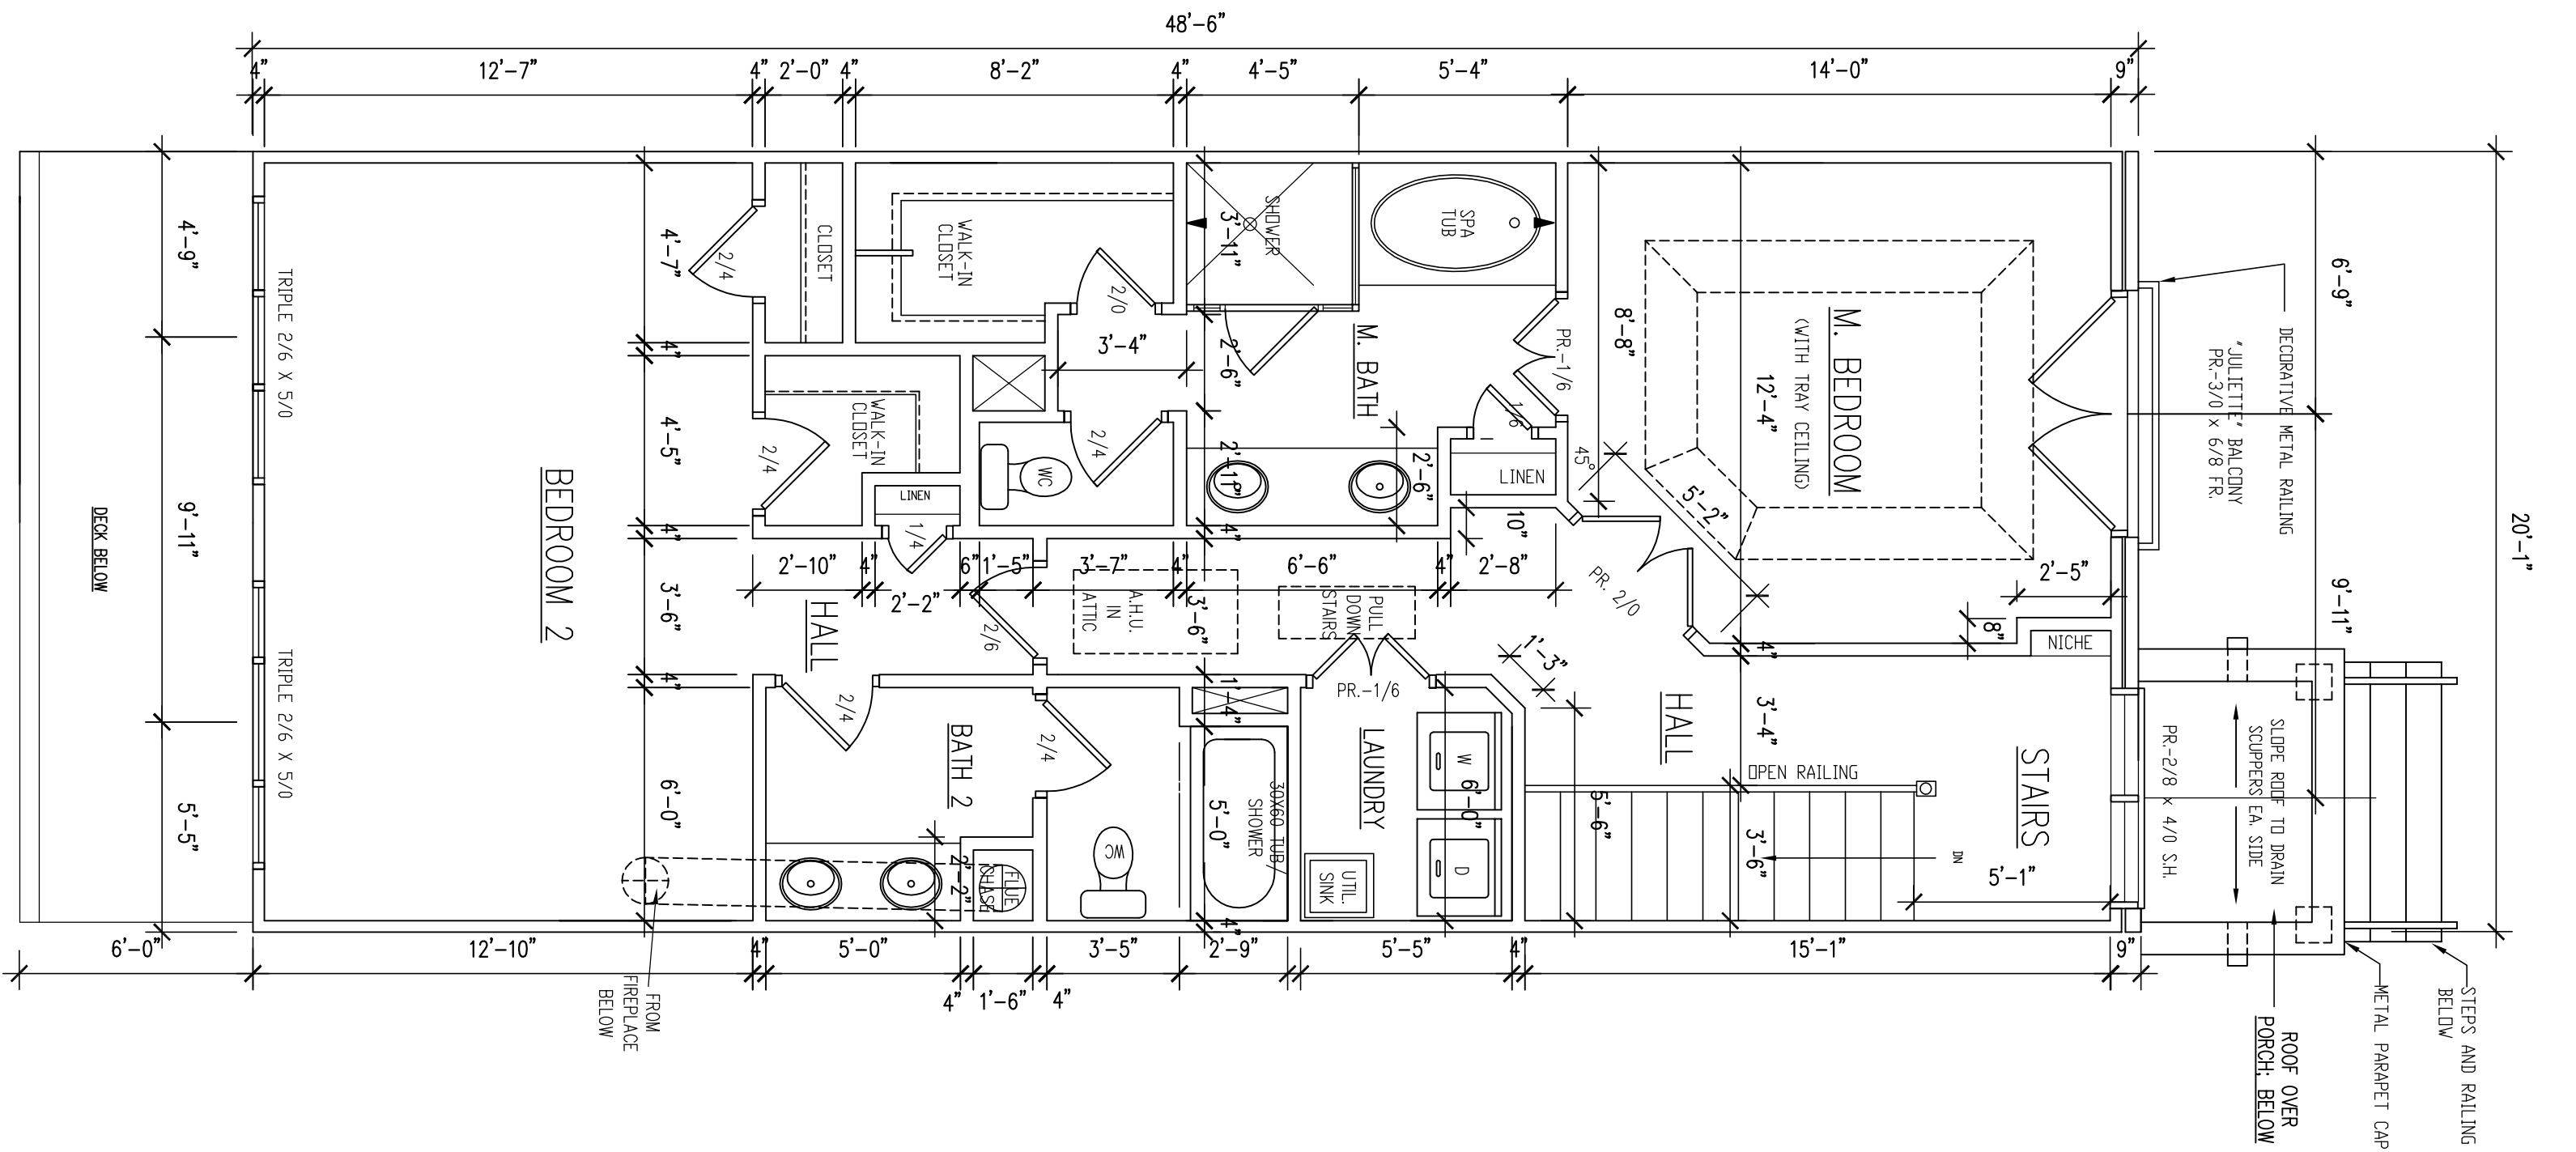 48'-6"
4"
12'-7"
4"
2'-0"
4"
8'-2"
4"
4'-5"
5'-4"
14'-0"
9"
4'-9"
9'-11"
5'-5"
DECK BELOW
TRIPLE 2/6 X 5/0
TRIPLE 2/6 X 5/0
BEDROOM 2
4'-7"
4"
4'-5"
4"
3'-6"
4"
6'-0"
2/4
CLOSET
WALK-IN
CLOSET
2/0
3'-4"
WALK-IN
CLOSET
2/4
LINEN
1/4
WC
2/4
SHOWER
3'-11"
2'-6"
2'-11"
4"
3'-6"
4"
1'-4"
5'-0"
4"
SPA
TUB
M. BATH
PR.-1/6
1/6
2'-6"
LINEN
10"
8'-8"
M. BEDROOM
(WITH TRAY CEILING)
12'-4"
45°
5'-2"
PR. 2/0
2'-5"
8"
NICHE
4"
3'-4"
2'-10"
4"
2'-2"
6"
1'-5"
3'-7"
4"
6'-6"
4"
2'-8"
HALL
2/6
A.H.U.
IN
ATTIC
PULL
DOWN
STAIRS
PR.-1/6
1'-3"
2/4
BATH 2
2/4
2'-2"
FLUE
CHASE
WC
30X60 TUB/
SHOWER
LAUNDRY
W
6'-0"
D
UTIL.
SINK
HALL
OPEN RAILING
5'-6"
3'-6"
DN
STAIRS
5'-1"
6'-0"
12'-10"
4"
5'-0"
4"
1'-6"
4"
3'-5"
2'-9"
5'-5"
4"
15'-1"
9"
FROM
FIREPLACE
BELOW
6'-9"
9'-11"
20'-1"
DECORATIVE METAL RAILING
"JULIETTE" BALCONY
PR.-3/0 x 6/8 FR.
PR.-2/8 x 4/0 S.H.
SLOPE ROOF TO DRAIN
SCUPPERS EA. SIDE
ROOF OVER
PORCH; BELOW
METAL PARAPET CAP
STEPS AND RAILING
BELOW